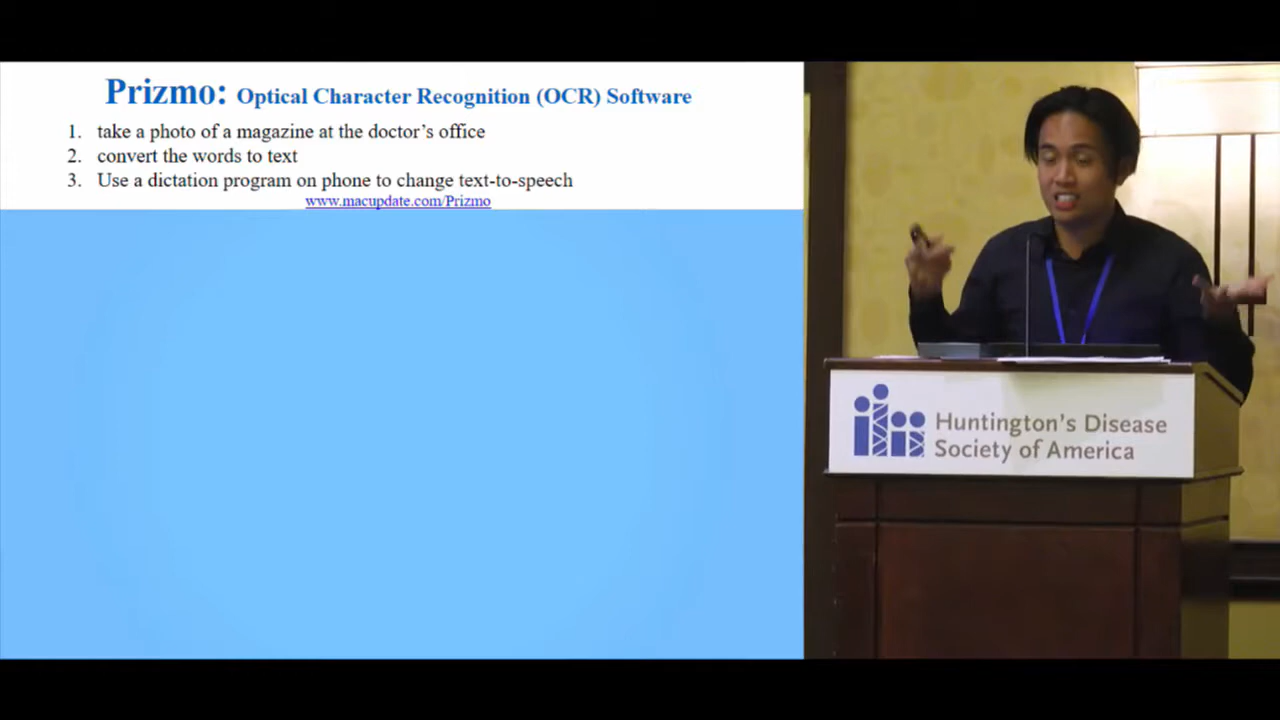 Prizmo: Optical Character Recognition (OCR) Software
1. take a photo of a magazine at the doctor's office
2. convert the words to text
3. Use a dictation program on phone to change text-to-speech
www.macupdate.com/Prizmo
Huntington's Disease
Society of America